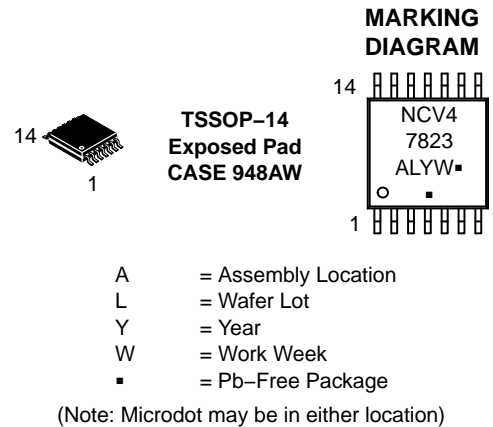 MARKING
DIAGRAM
14
1
TSSOP−14
Exposed Pad
CASE 948AW
14
NCV4
7823
ALYW▪
▪
1
A = Assembly Location
L = Wafer Lot
Y = Year
W = Work Week
▪ = Pb−Free Package
(Note: Microdot may be in either location)